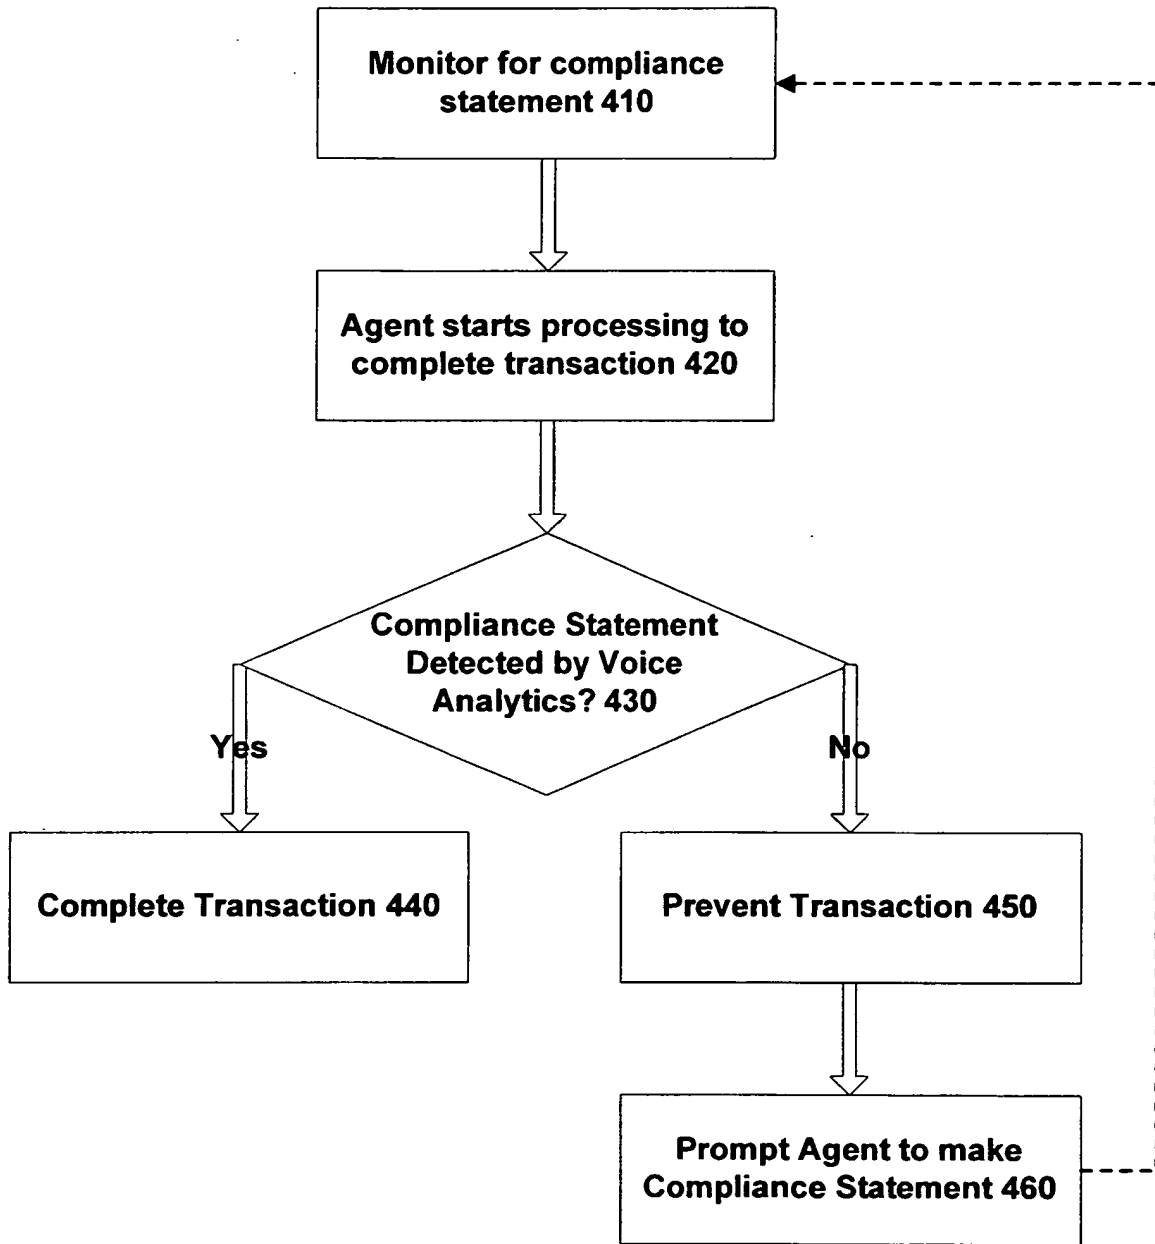 Monitor for compliance
statement 410
Agent starts processing to
complete transaction 420
Compliance Statement
Detected by Voice
Analytics? 430
Yes
No
Complete Transaction 440
Prevent Transaction 450
Prompt Agent to make
Compliance Statement 460